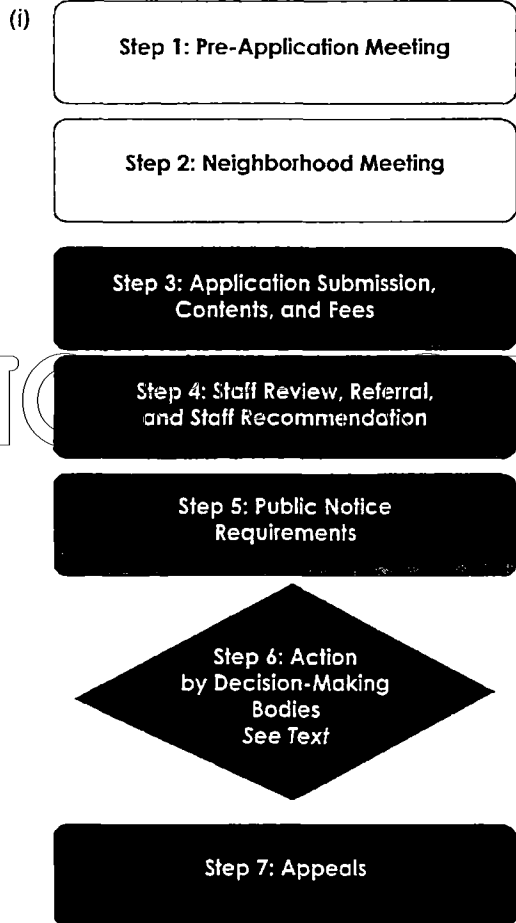 (i)
Step 1: Pre-Application Meeting
Step 2: Neighborhood Meeting
Step 3: Application Submission,
Contents, and Fees
Step 4: Staff Review, Referral,
and Staff Recommendation
Step 5: Public Notice
Requirements
Step 6: Action
by Decision-Making
Bodies
See Text
Step 7: Appeals